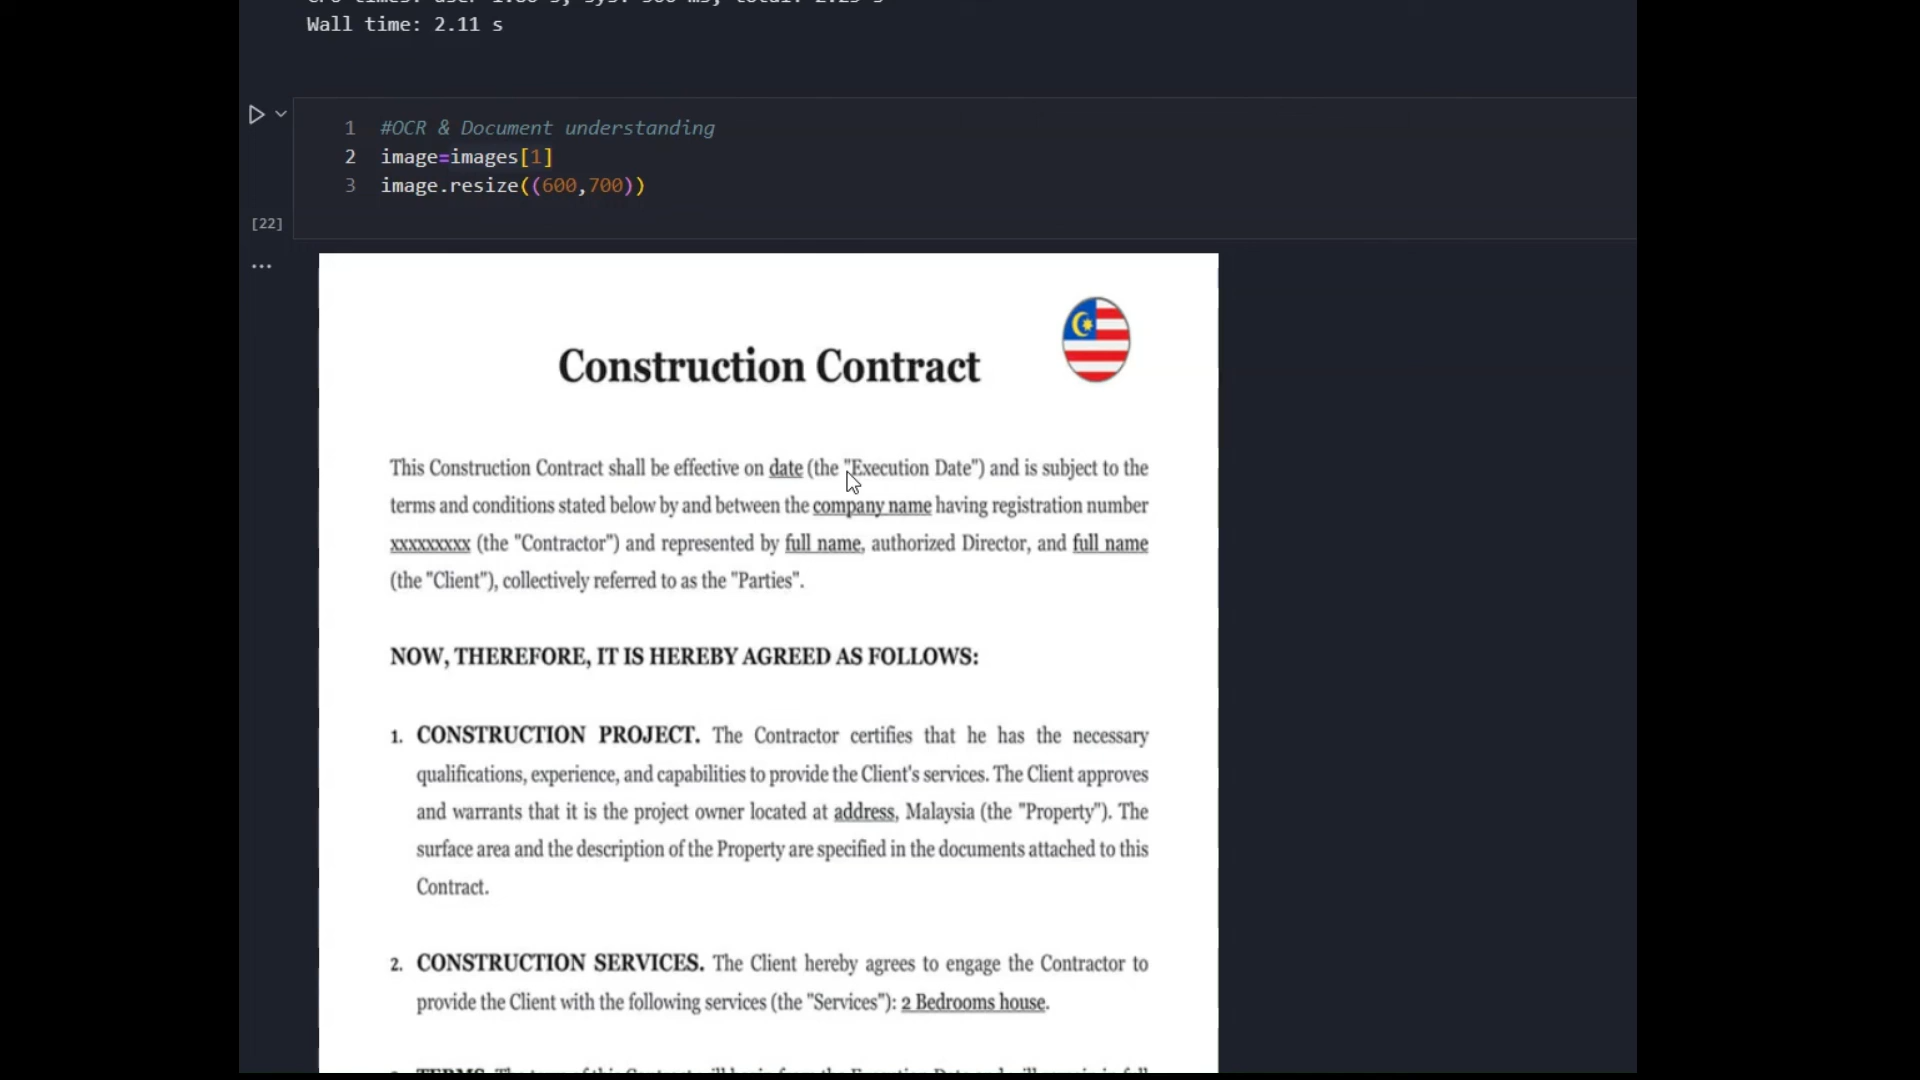 Wall time: 2.11 s
1 #OCR & Document understanding
2 image=images[1]
3 image.resize((600,700))
[22]
...
Construction Contract
This Construction Contract shall be effective on date (the "Execution Date") and is subject to the
terms and conditions stated below by and between the company name having registration number
xxxxxxxxx (the "Contractor") and represented by full name, authorized Director, and full name
(the "Client"), collectively referred to as the "Parties".
NOW, THEREFORE, IT IS HEREBY AGREED AS FOLLOWS:
1. CONSTRUCTION PROJECT. The Contractor certifies that he has the necessary
qualifications, experience, and capabilities to provide the Client's services. The Client approves
and warrants that it is the project owner located at address, Malaysia (the "Property"). The
surface area and the description of the Property are specified in the documents attached to this
Contract.
2. CONSTRUCTION SERVICES. The Client hereby agrees to engage the Contractor to
provide the Client with the following services (the "Services"): 2 Bedrooms house.